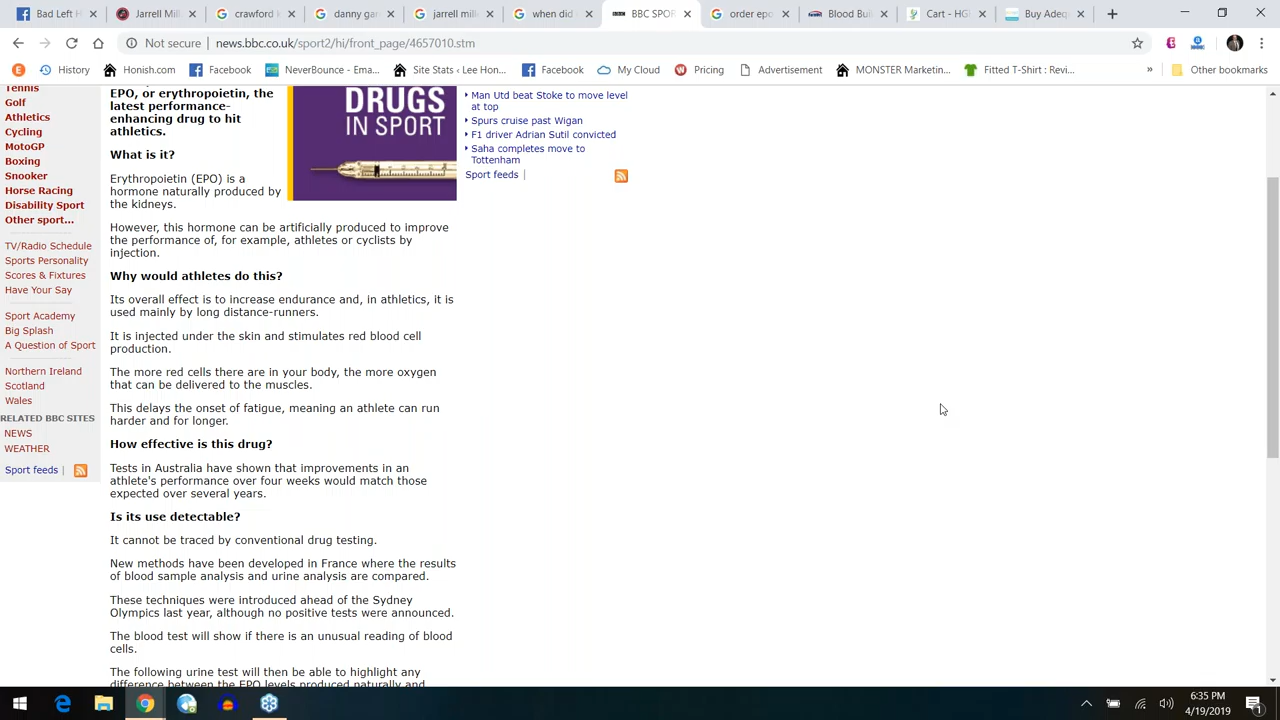 Bad Left H
Jarrell Mill
crawford
danny gar
jarrell mille
when did
BBC SPOR
order epo
Blood Buil
Cart - HG
Buy Adeq
Not secure | news.bbc.co.uk/sport2/hi/front_page/4657010.stm
History
Honish.com
Facebook
NeverBounce - Ema...
Site Stats ‹ Lee Hon...
Facebook
My Cloud
Pricing
Advertisement
MONSTER Marketin...
Fitted T-Shirt : Revi...
»
Other bookmarks
Tennis
Golf
Athletics
Cycling
MotoGP
Boxing
Snooker
Horse Racing
Disability Sport
Other sport...
TV/Radio Schedule
Sports Personality
Scores & Fixtures
Have Your Say
Sport Academy
Big Splash
A Question of Sport
Northern Ireland
Scotland
Wales
RELATED BBC SITES
NEWS
WEATHER
Sport feeds |
EPO, or erythropoietin, the
latest performance-
enhancing drug to hit
athletics.
DRUGS
IN SPORT
What is it?
Erythropoietin (EPO) is a
hormone naturally produced by
the kidneys.
However, this hormone can be artificially produced to improve
the performance of, for example, athletes or cyclists by
injection.
Why would athletes do this?
Its overall effect is to increase endurance and, in athletics, it is
used mainly by long distance-runners.
It is injected under the skin and stimulates red blood cell
production.
The more red cells there are in your body, the more oxygen
that can be delivered to the muscles.
This delays the onset of fatigue, meaning an athlete can run
harder and for longer.
How effective is this drug?
Tests in Australia have shown that improvements in an
athlete's performance over four weeks would match those
expected over several years.
Is its use detectable?
It cannot be traced by conventional drug testing.
New methods have been developed in France where the results
of blood sample analysis and urine analysis are compared.
These techniques were introduced ahead of the Sydney
Olympics last year, although no positive tests were announced.
The blood test will show if there is an unusual reading of blood
cells.
The following urine test will then be able to highlight any
difference between the EPO levels produced naturally and
Man Utd beat Stoke to move level
at top
Spurs cruise past Wigan
F1 driver Adrian Sutil convicted
Saha completes move to
Tottenham
Sport feeds |
6:35 PM
4/19/2019
1